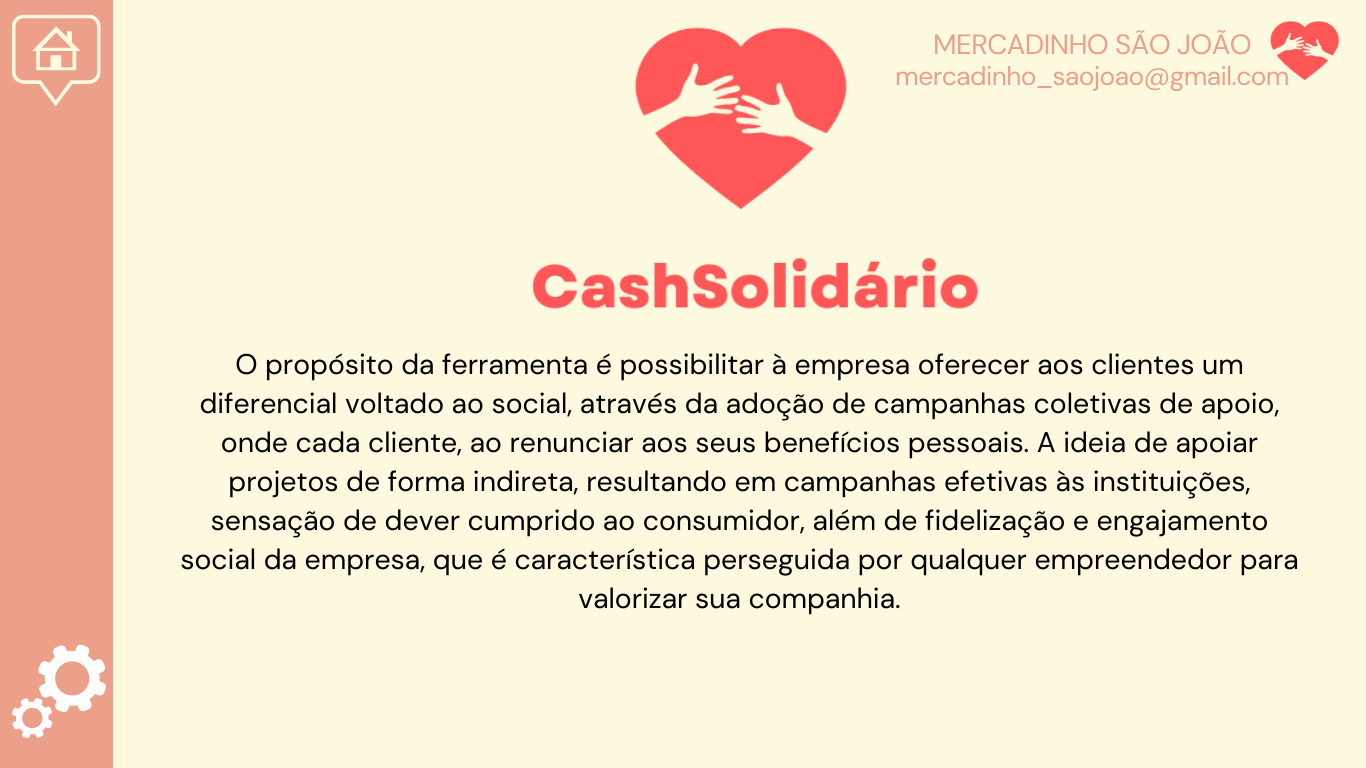 MERCADINHO SÃO JOÃO
mercadinho_saojoao@gmail.com
CashSolidário
O propósito da ferramenta é possibilitar à empresa oferecer aos clientes um
diferencial voltado ao social, através da adoção de campanhas coletivas de apoio,
onde cada cliente, ao renunciar aos seus benefícios pessoais. A ideia de apoiar
projetos de forma indireta, resultando em campanhas efetivas às instituições,
sensação de dever cumprido ao consumidor, além de fidelização e engajamento
social da empresa, que é característica perseguida por qualquer empreendedor para
valorizar sua companhia.